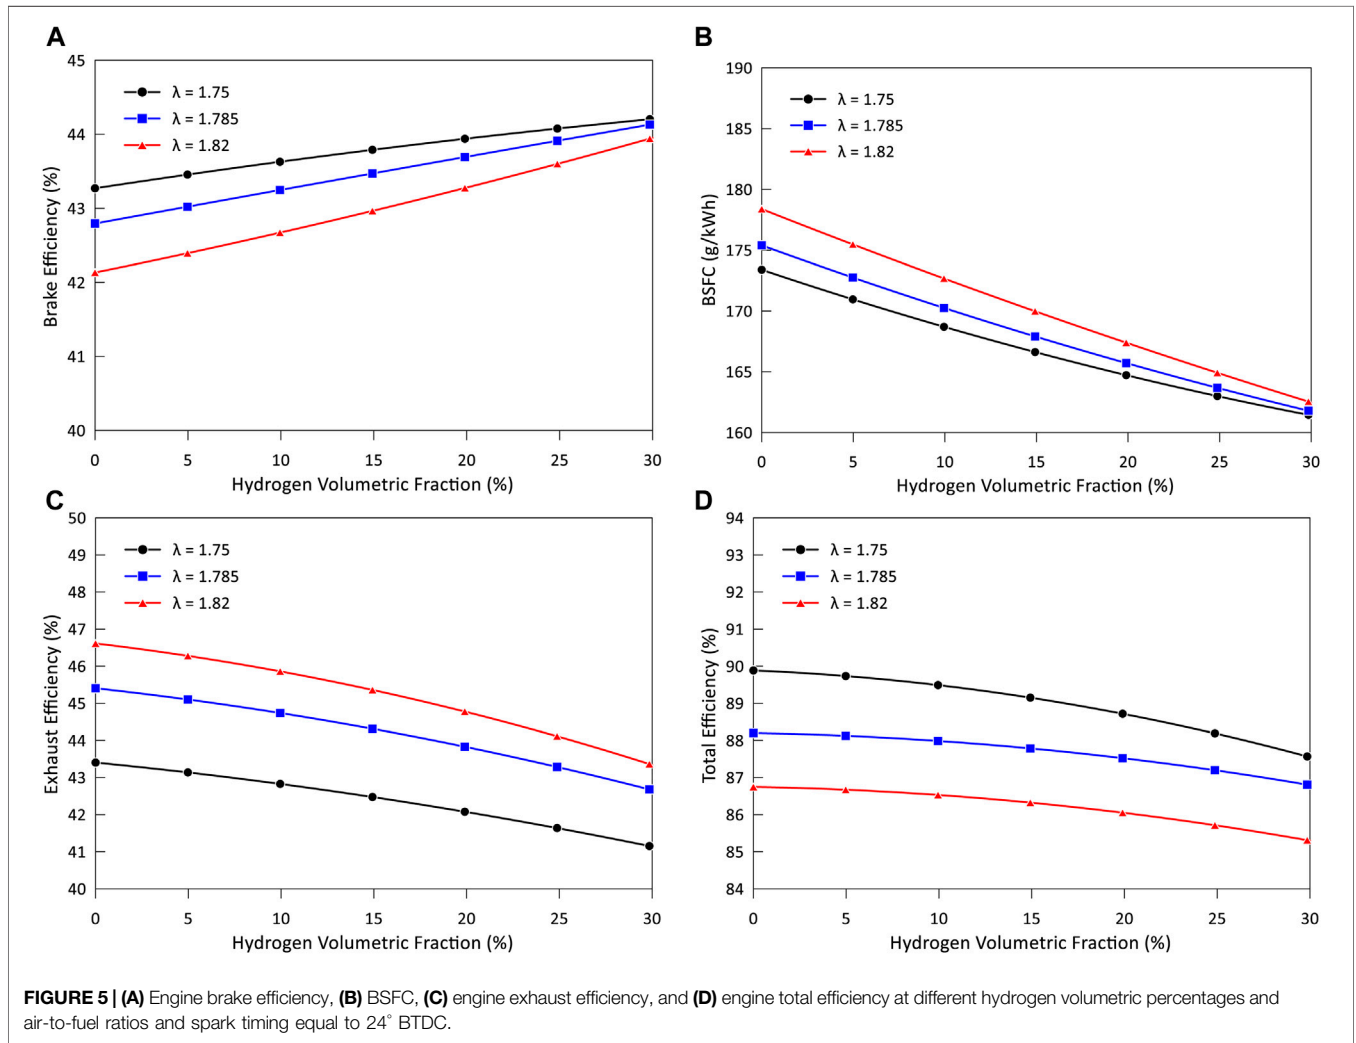 A
45
44
43
42
41
40
Brake Efficiency (%)
λ = 1.75
λ = 1.785
λ = 1.82
0 5 10 15 20 25 30
Hydrogen Volumetric Fraction (%)
B
190
185
180
175
170
165
160
BSFC (g/kWh)
λ = 1.75
λ = 1.785
λ = 1.82
0 5 10 15 20 25 30
Hydrogen Volumetric Fraction (%)
C
50
49
48
47
46
45
44
43
42
41
40
Exhaust Efficiency (%)
λ = 1.75
λ = 1.785
λ = 1.82
0 5 10 15 20 25 30
Hydrogen Volumetric Fraction (%)
D
94
93
92
91
90
89
88
87
86
85
84
Total Efficiency (%)
λ = 1.75
λ = 1.785
λ = 1.82
0 5 10 15 20 25 30
Hydrogen Volumetric Fraction (%)
FIGURE 5 | (A) Engine brake efficiency, (B) BSFC, (C) engine exhaust efficiency, and (D) engine total efficiency at different hydrogen volumetric percentages and
air-to-fuel ratios and spark timing equal to 24° BTDC.